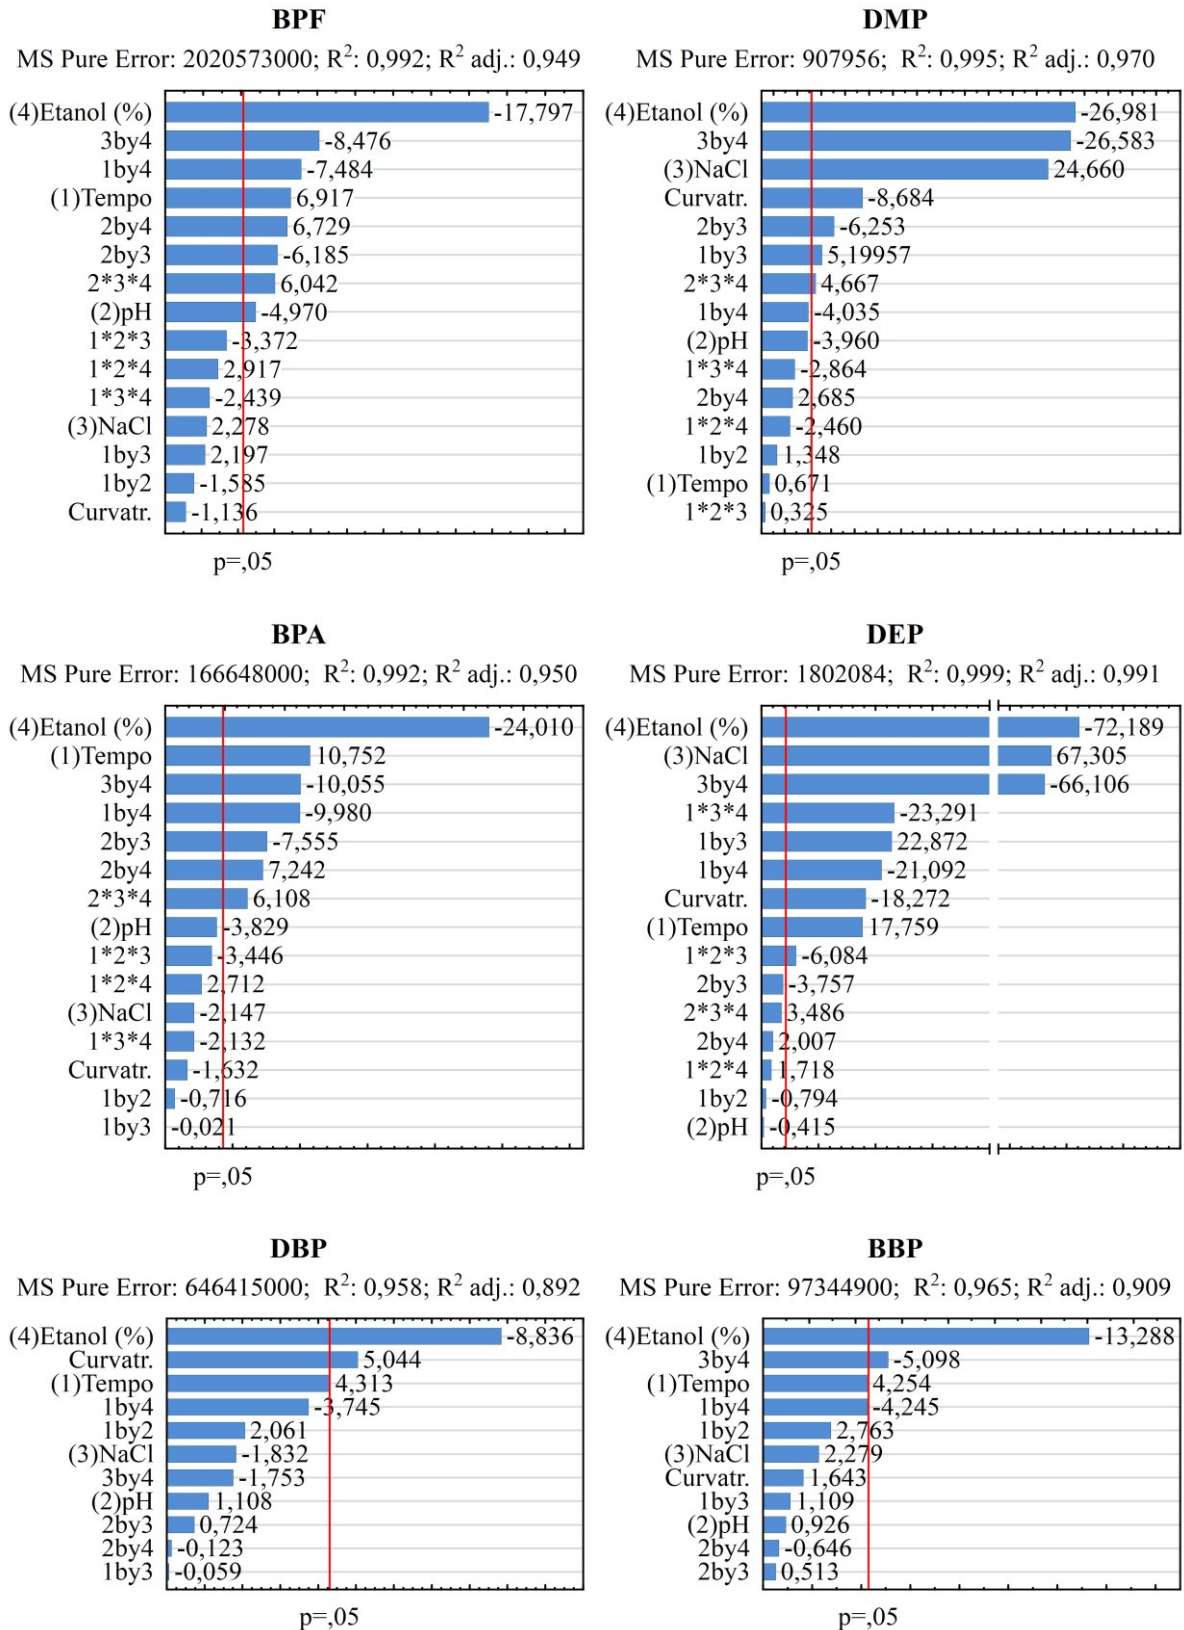 BPF
MS Pure Error: 2020573000; R²: 0,992; R² adj.: 0,949
(4)Etanol (%) -17,797
3by4 -8,476
1by4 -7,484
(1)Tempo 6,917
2by4 6,729
2by3 -6,185
2*3*4 6,042
(2)pH -4,970
1*2*3 -3,372
1*2*4 2,917
1*3*4 -2,439
(3)NaCl 2,278
1by3 2,197
1by2 -1,585
Curvatr. -1,136
p=,05
DMP
MS Pure Error: 907956; R²: 0,995; R² adj.: 0,970
(4)Etanol (%) -26,981
3by4 -26,583
(3)NaCl 24,660
Curvatr. -8,684
2by3 -6,253
1by3 5,19957
2*3*4 4,667
1by4 -4,035
(2)pH -3,960
1*3*4 -2,864
2by4 2,685
1*2*4 -2,460
1by2 1,348
(1)Tempo 0,671
1*2*3 0,325
p=,05
BPA
MS Pure Error: 166648000; R²: 0,992; R² adj.: 0,950
(4)Etanol (%) -24,010
(1)Tempo 10,752
3by4 -10,055
1by4 -9,980
2by3 -7,555
2by4 7,242
2*3*4 6,108
(2)pH -3,829
1*2*3 -3,446
1*2*4 2,712
(3)NaCl -2,147
1*3*4 -2,132
Curvatr. -1,632
1by2 -0,716
1by3 -0,021
p=,05
DEP
MS Pure Error: 1802084; R²: 0,999; R² adj.: 0,991
(4)Etanol (%) -72,189
(3)NaCl 67,305
3by4 -66,106
1*3*4 -23,291
1by3 22,872
1by4 -21,092
Curvatr. -18,272
(1)Tempo 17,759
1*2*3 -6,084
2by3 -3,757
2*3*4 3,486
2by4 2,007
1*2*4 1,718
1by2 -0,794
(2)pH -0,415
p=,05
DBP
MS Pure Error: 646415000; R²: 0,958; R² adj.: 0,892
(4)Etanol (%) -8,836
Curvatr. 5,044
(1)Tempo 4,313
1by4 -3,745
1by2 2,061
(3)NaCl -1,832
3by4 -1,753
(2)pH 1,108
2by3 0,724
2by4 -0,123
1by3 -0,059
p=,05
BBP
MS Pure Error: 97344900; R²: 0,965; R² adj.: 0,909
(4)Etanol (%) -13,288
3by4 -5,098
(1)Tempo 4,254
1by4 -4,245
1by2 2,763
(3)NaCl 2,279
Curvatr. 1,643
1by3 1,109
(2)pH 0,926
2by4 -0,646
2by3 0,513
p=,05